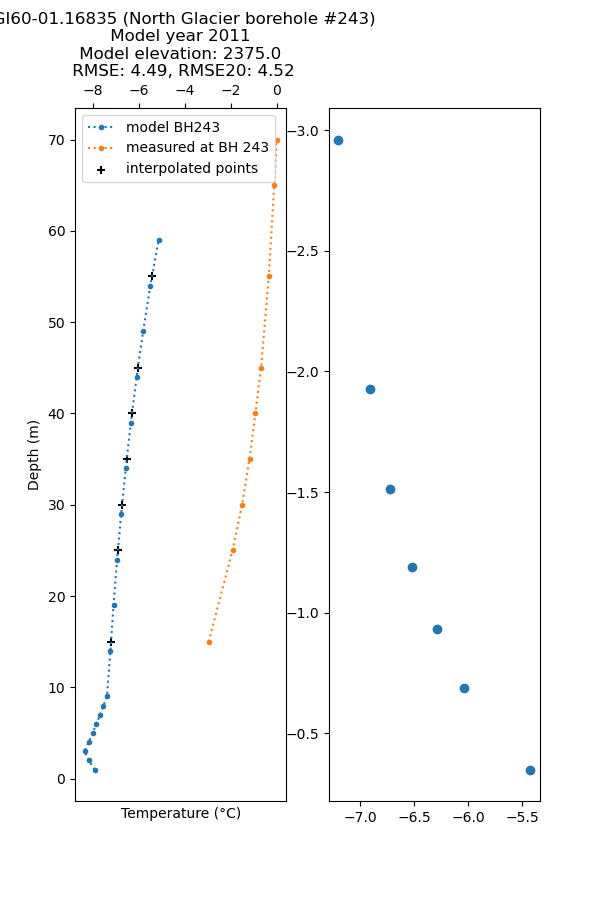 GI60-01.16835 (North Glacier borehole #243)
Model year 2011
Model elevation: 2375.0
RMSE: 4.49, RMSE20: 4.52
−8 −6 −4 −2 0
model BH243
measured at BH 243
interpolated points
70
60
50
40
30
20
10
0
Depth (m)
Temperature (°C)
−3.0
−2.5
−2.0
−1.5
−1.0
−0.5
−7.0 −6.5 −6.0 −5.5